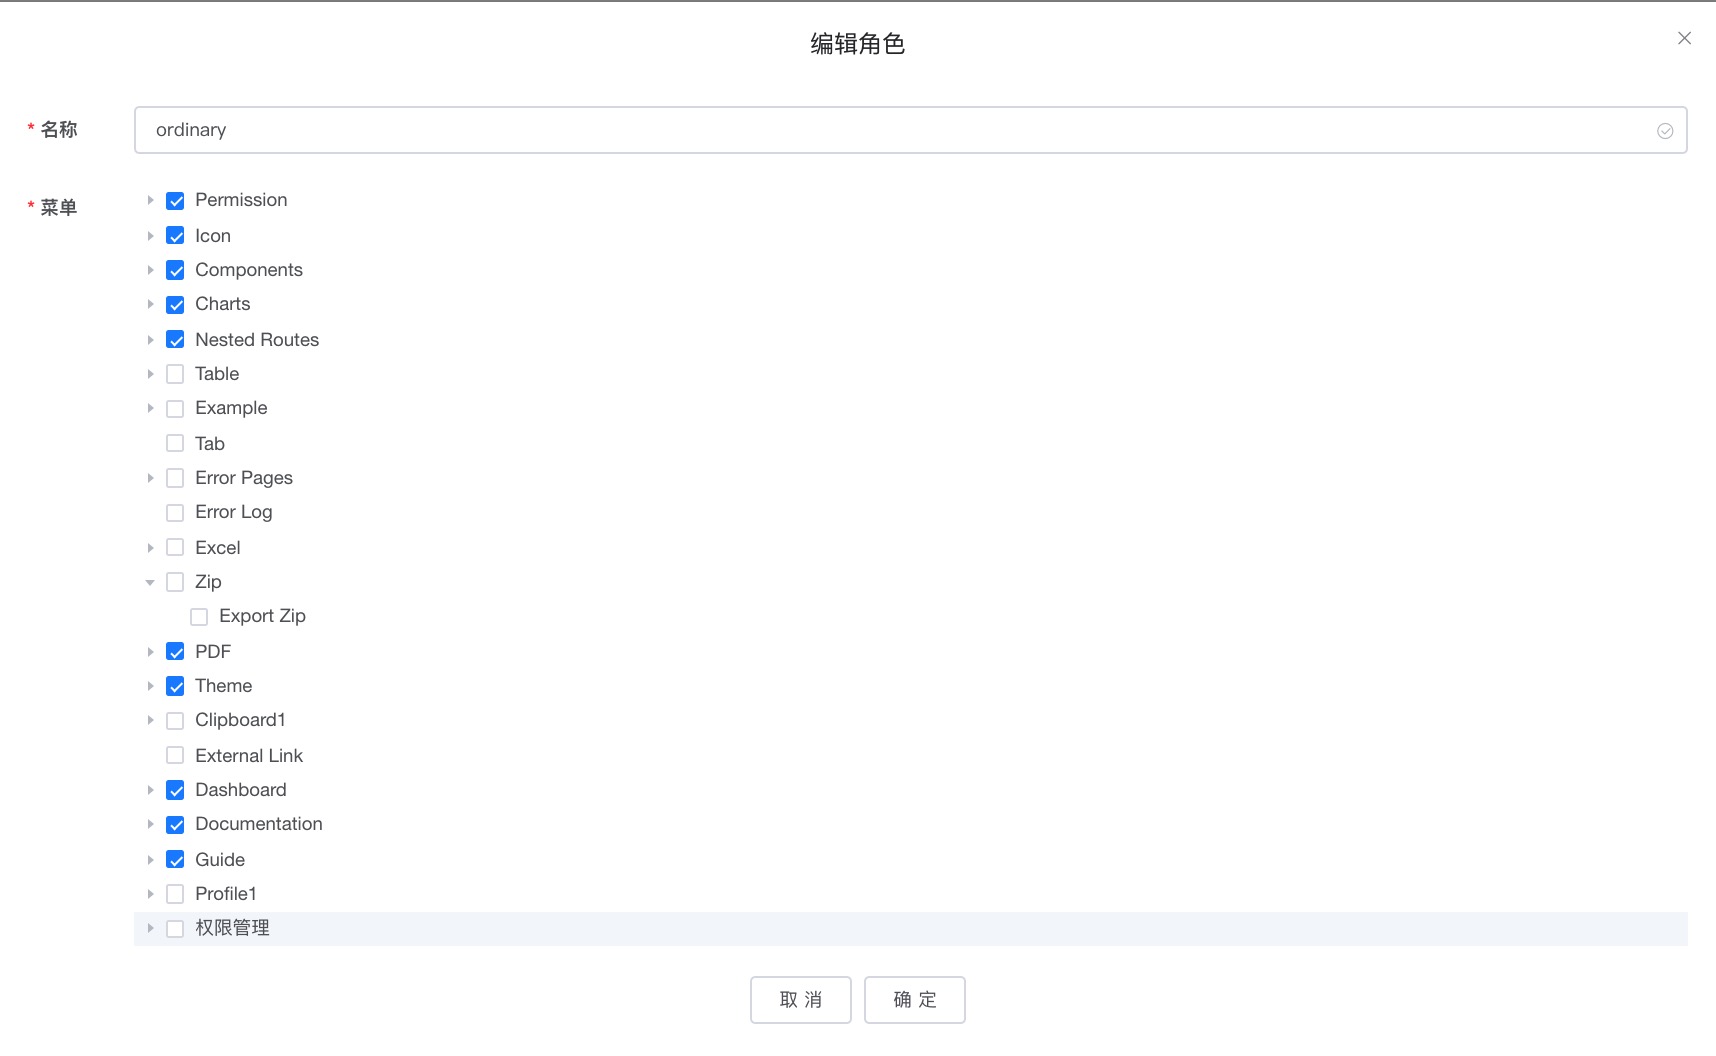 编辑角色
* 名称
ordinary
* 菜单
Permission
Icon
Components
Charts
Nested Routes
Table
Example
Tab
Error Pages
Error Log
Excel
Zip
Export Zip
PDF
Theme
Clipboard1
External Link
Dashboard
Documentation
Guide
Profile1
权限管理
取 消
确 定